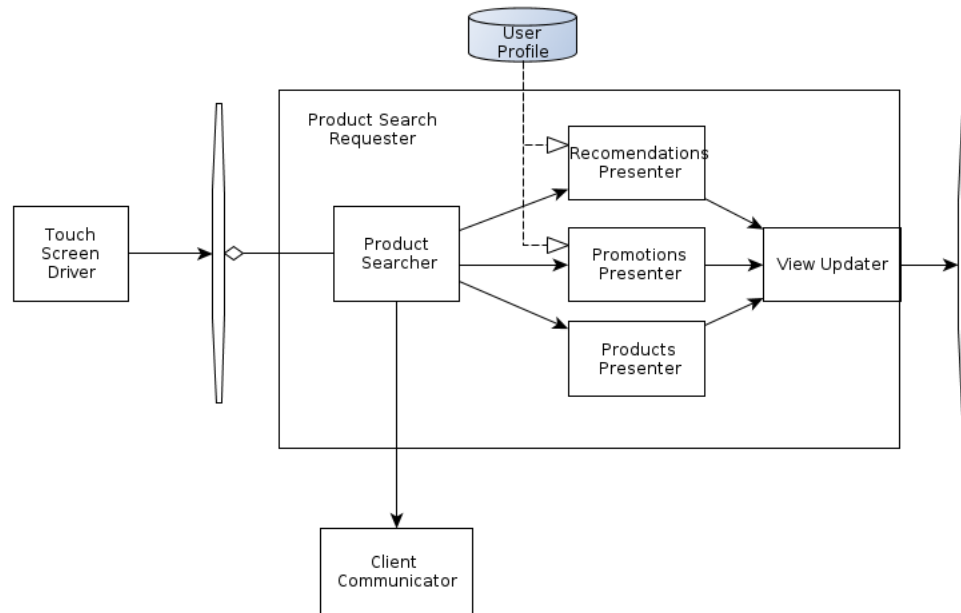 User
Profile
Product Search
Requester
Recomendations
Presenter
Touch
Screen
Driver
Product
Searcher
Promotions
Presenter
View Updater
Products
Presenter
Client
Communicator